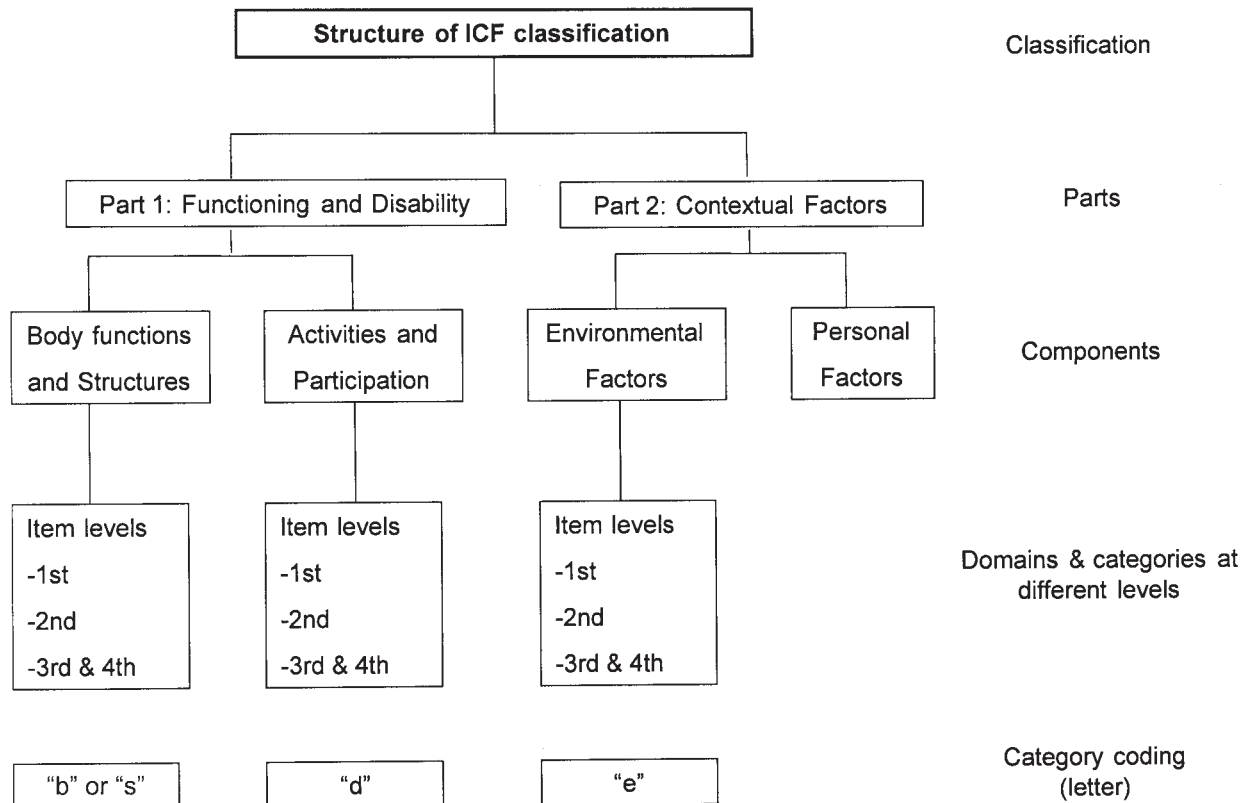 Structure of ICF classification
Classification
Part 1: Functioning and Disability
Part 2: Contextual Factors
Parts
Body functions
and Structures
Activities and
Participation
Environmental
Factors
Personal
Factors
Components
Item levels
-1st
-2nd
-3rd & 4th
Item levels
-1st
-2nd
-3rd & 4th
Item levels
-1st
-2nd
-3rd & 4th
Domains & categories at
different levels
“b” or “s”
“d”
“e”
Category coding
(letter)